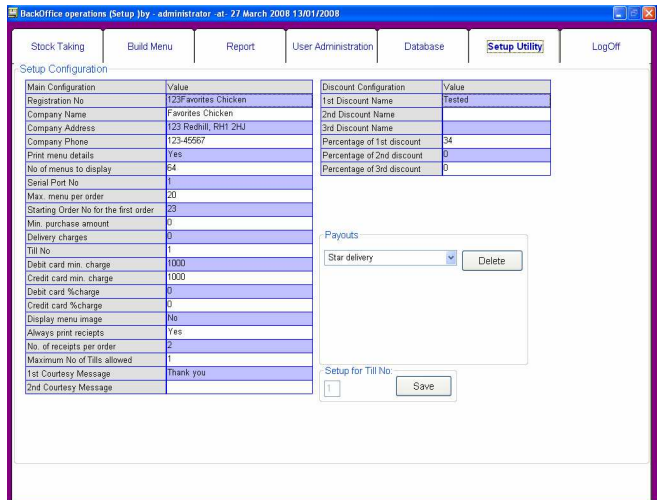 BackOffice operations (Setup )by - administrator -at- 27 March 2008 13/01/2008
Stock Taking Build Menu Report User Administration Database Setup Utility LogOff
Setup Configuration
Main Configuration Value
Registration No 123Favorites Chicken
Company Name Favorites Chicken
Company Address 123 Redhill, RH1 2HJ
Company Phone 123-45567
Print menu details Yes
No of menus to display 64
Serial Port No 1
Max. menu per order 20
Starting Order No for the first order 23
Min. purchase amount 0
Delivery charges 0
Till No 1
Debit card min. charge 1000
Credit card min. charge 1000
Debit card %charge 0
Credit card %charge 0
Display menu image No
Always print reciepts Yes
No. of receipts per order 2
Maximum No of Tills allowed 1
1st Courtesy Message Thank you
2nd Courtesy Message
Discount Configuration Value
1st Discount Name Tested
2nd Discount Name
3rd Discount Name
Percentage of 1st discount 34
Percentage of 2nd discount 0
Percentage of 3rd discount 0
Payouts
Star delivery Delete
Setup for Till No:
1 Save